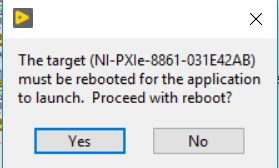 The target (NI-PXIe-8861-031E42AB)
must be rebooted for the application
to launch.  Proceed with reboot?
Yes
No